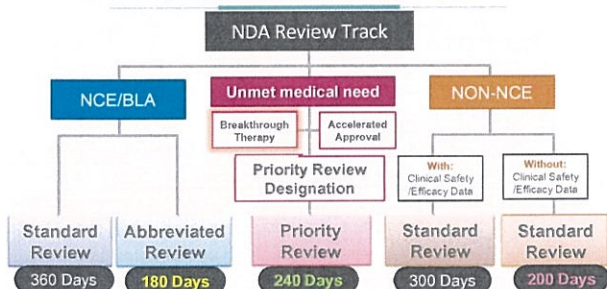 NDA Review Track
NCE/BLA
Unmet medical need
NON-NCE
Breakthrough
Therapy
Accelerated
Approval
Priority Review
Designation
With:
Clinical Safety
/Efficacy Data
Without:
Clinical Safety
/Efficacy Data
Standard
Review
Abbreviated
Review
Priority
Review
Standard
Review
Standard
Review
360 Days
180 Days
240 Days
300 Days
200 Days